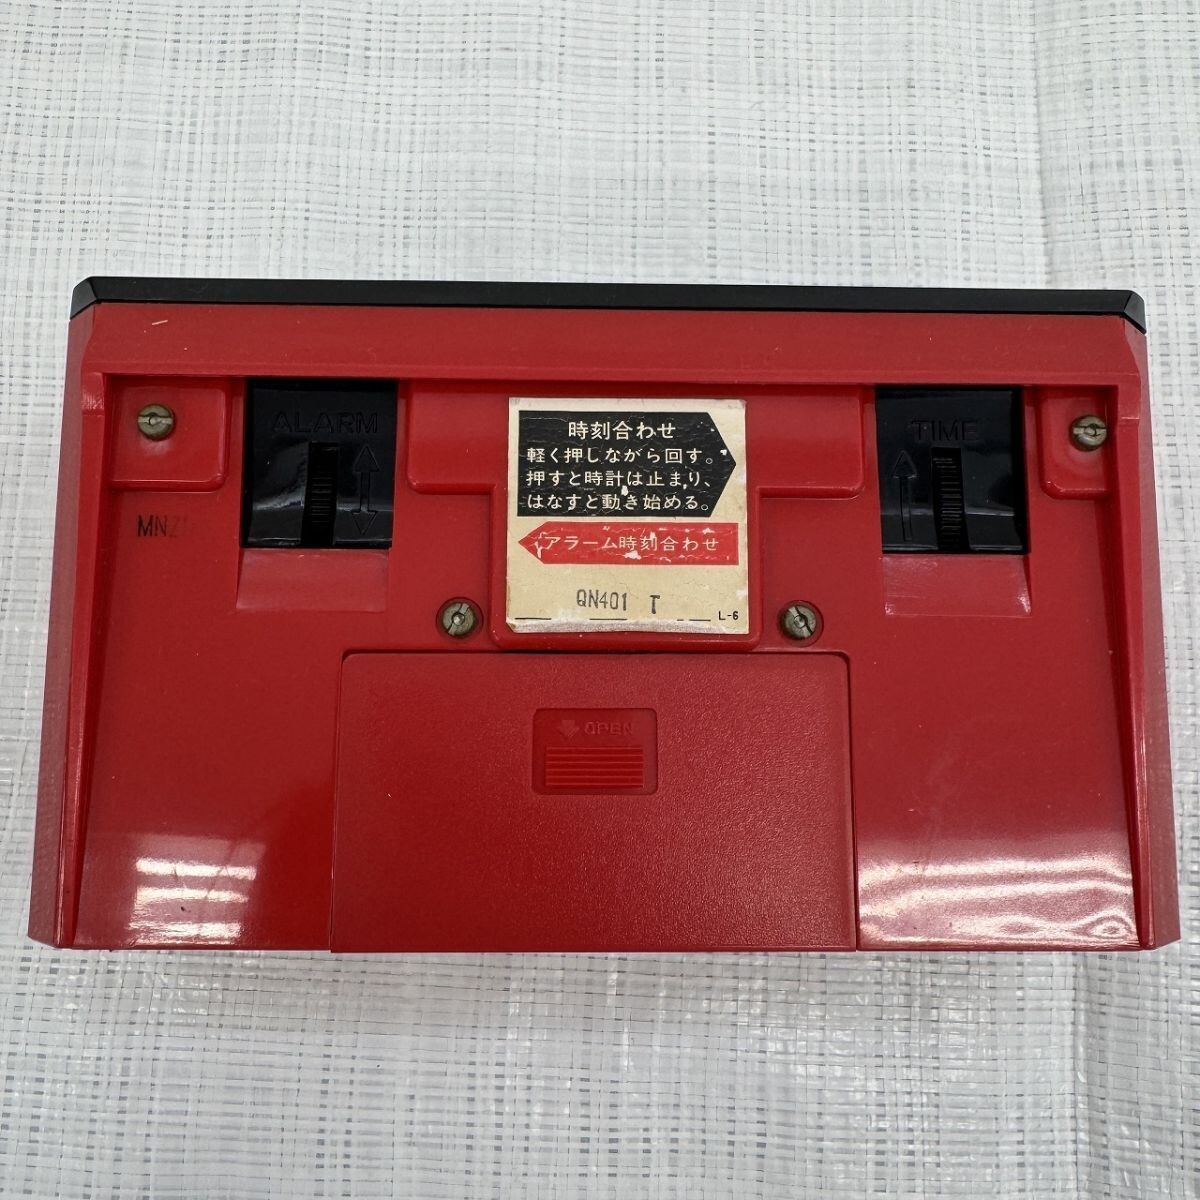 ALARM
TIME
時刻合わせ
軽く押しながら回す。
押すと時計は止まり、
はなすと動き始める。
アラーム時刻合わせ
QN401 T
L-6
OPEN